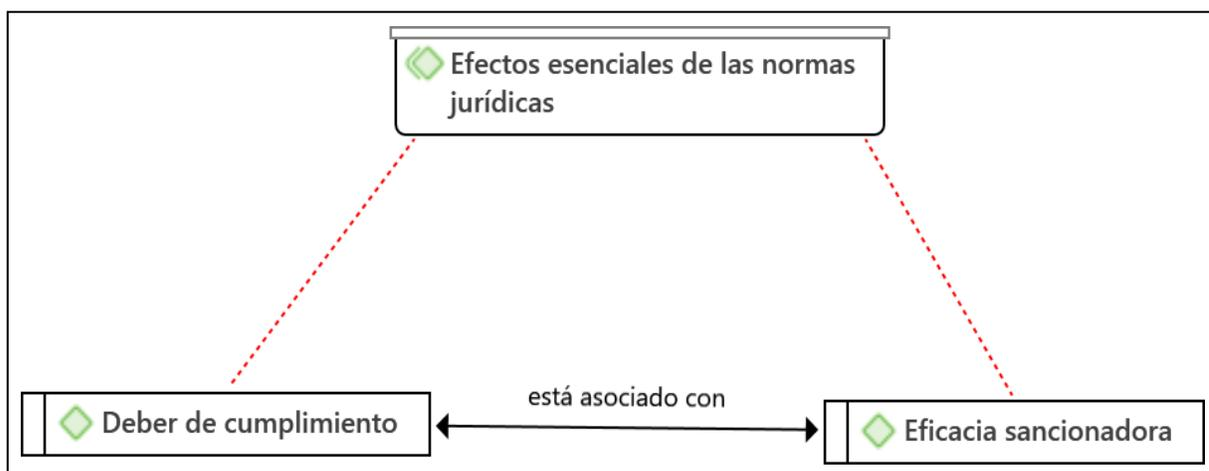 Efectos esenciales de las normas
jurídicas
está asociado con
Deber de cumplimiento
Eficacia sancionadora